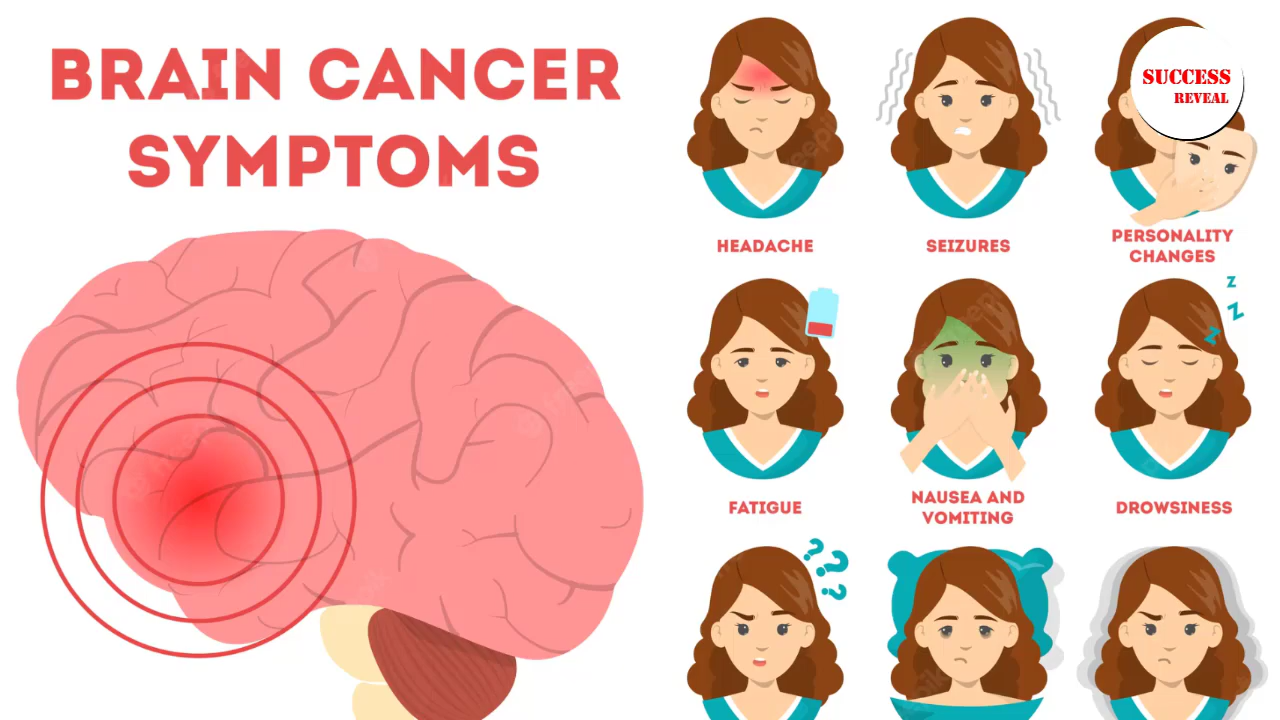 BRAIN CANCER
SYMPTOMS
SUCCESS
REVEAL
HEADACHE
SEIZURES
PERSONALITY
CHANGES
z
z
z
FATIGUE
NAUSEA AND
VOMITING
DROWSINESS
? ? ?